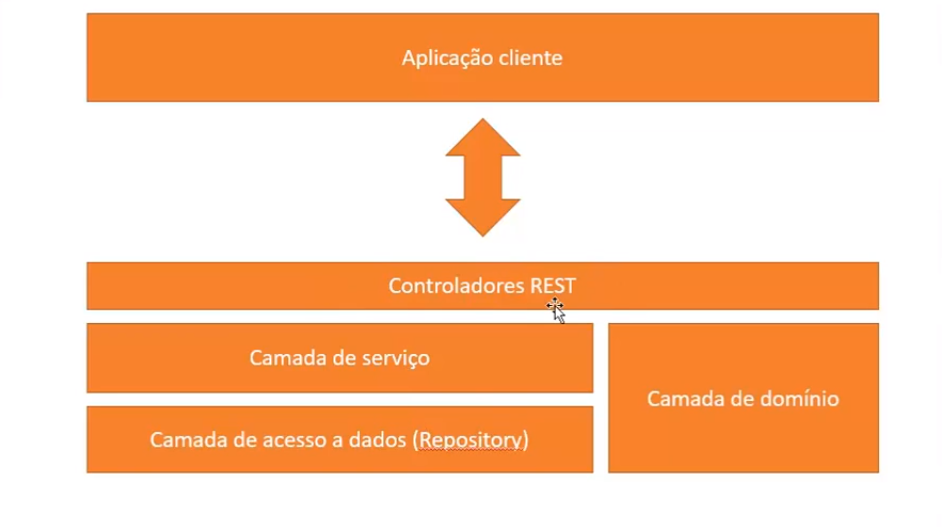 Aplicação cliente
Controladores REST
Camada de serviço
Camada de domínio
Camada de acesso a dados (Repository)